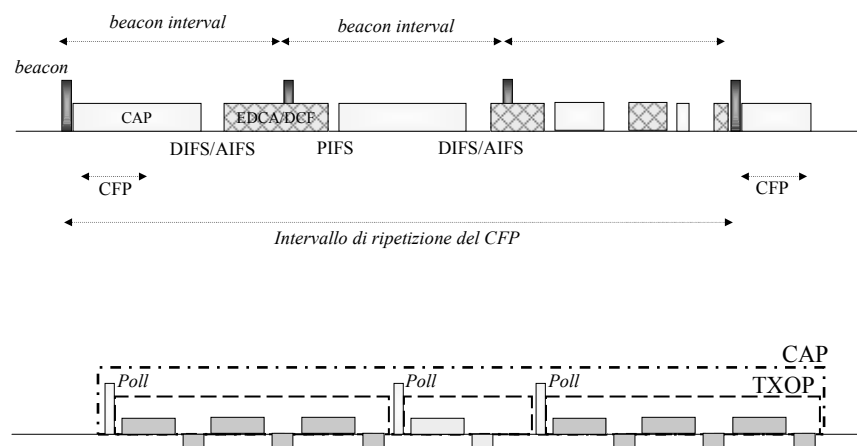 beacon interval
beacon interval
beacon
CAP
EDCA/DCF
DIFS/AIFS
PIFS
DIFS/AIFS
CFP
CFP
Intervallo di ripetizione del CFP
CAP
TXOP
Poll
Poll
Poll